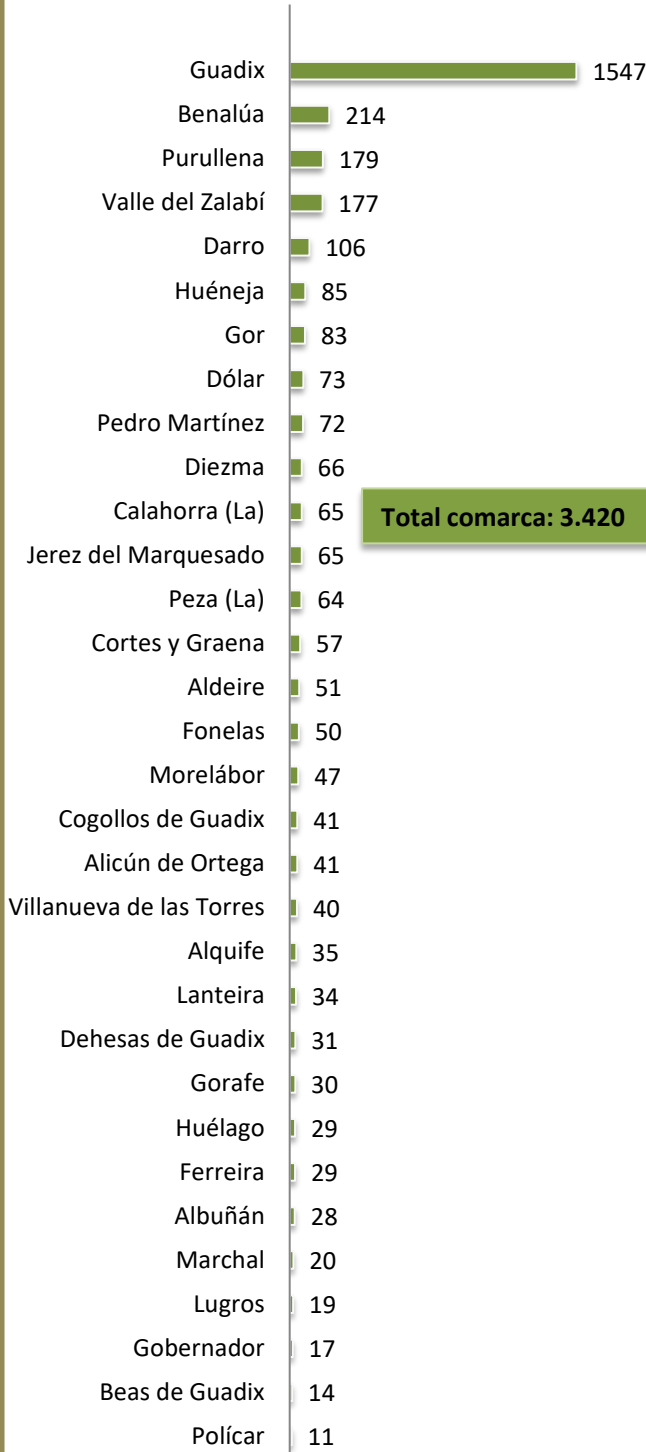 Guadix 1547
Benalúa 214
Purullena 179
Valle del Zalabí 177
Darro 106
Huéneja 85
Gor 83
Dólar 73
Pedro Martínez 72
Diezma 66
Calahorra (La) 65
Total comarca: 3.420
Jerez del Marquesado 65
Peza (La) 64
Cortes y Graena 57
Aldeire 51
Fonelas 50
Morelábor 47
Cogollos de Guadix 41
Alicún de Ortega 41
Villanueva de las Torres 40
Alquife 35
Lanteira 34
Dehesas de Guadix 31
Gorafe 30
Huélago 29
Ferreira 29
Albuñán 28
Marchal 20
Lugros 19
Gobernador 17
Beas de Guadix 14
Polícar 11